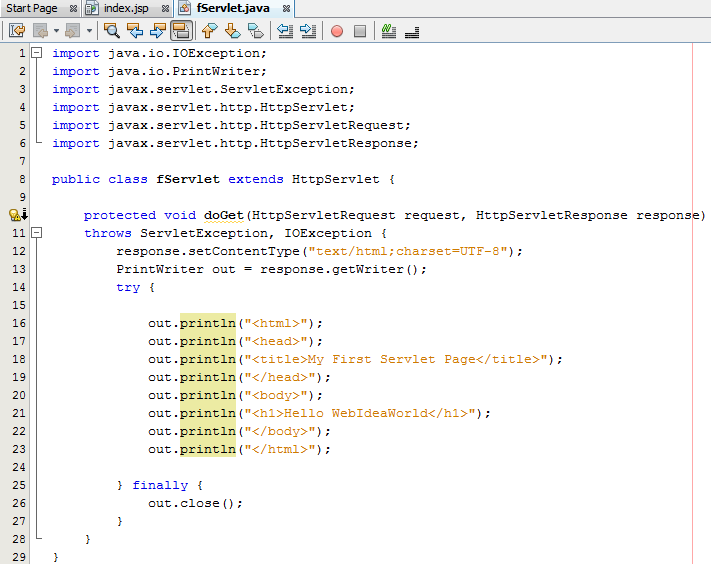 Start Page index.jsp fServlet.java
1 import java.io.IOException;
2 import java.io.PrintWriter;
3 import javax.servlet.ServletException;
4 import javax.servlet.http.HttpServlet;
5 import javax.servlet.http.HttpServletRequest;
6 import javax.servlet.http.HttpServletResponse;
7
8 public class fServlet extends HttpServlet {
9
protected void doGet(HttpServletRequest request, HttpServletResponse response)
11 throws ServletException, IOException {
12 response.setContentType("text/html;charset=UTF-8");
13 PrintWriter out = response.getWriter();
14 try {
15
16 out.println("<html>");
17 out.println("<head>");
18 out.println("<title>My First Servlet Page</title>");
19 out.println("</head>");
20 out.println("<body>");
21 out.println("<h1>Hello WebIdeaWorld</h1>");
22 out.println("</body>");
23 out.println("</html>");
24
25 } finally {
26 out.close();
27 }
28 }
29 }